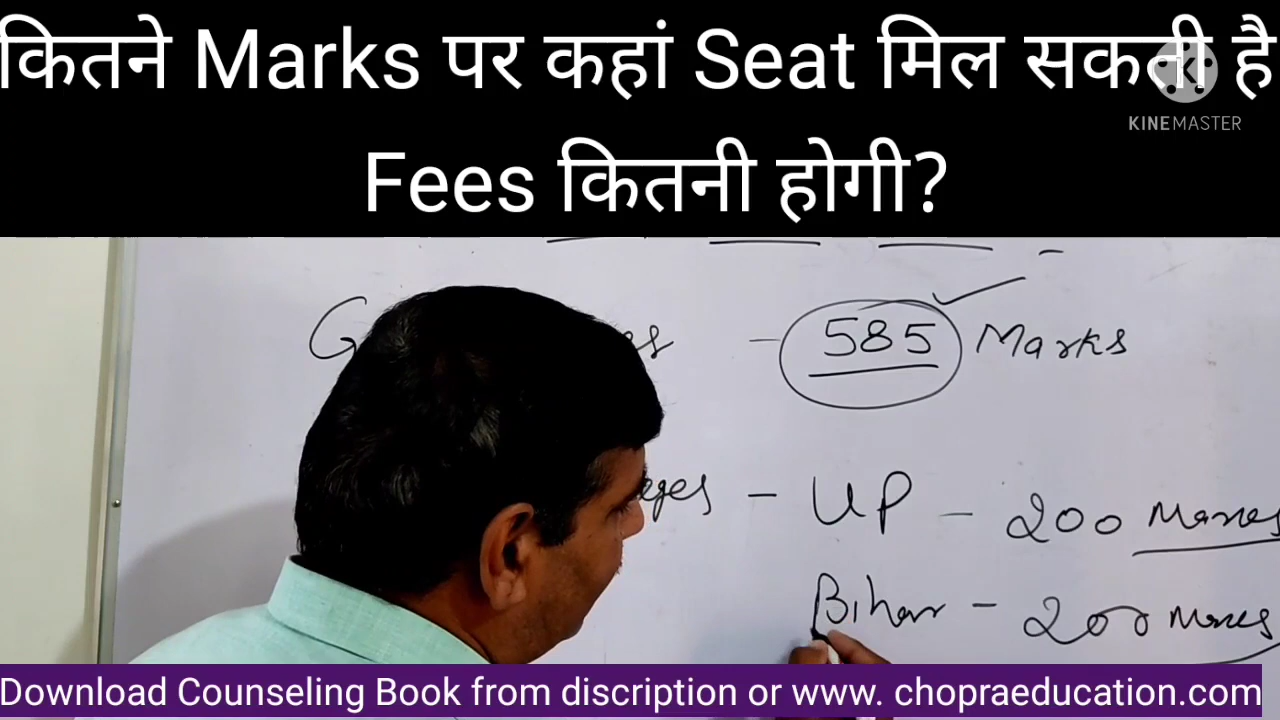 कितने Marks पर कहां Seat मिल सकती है
KINEMASTER
Fees कितनी होगी?
585 Marks
UP - 200 Marks
Bihar - 200 Marks
Download Counseling Book from discription or www. chopraeducation.com